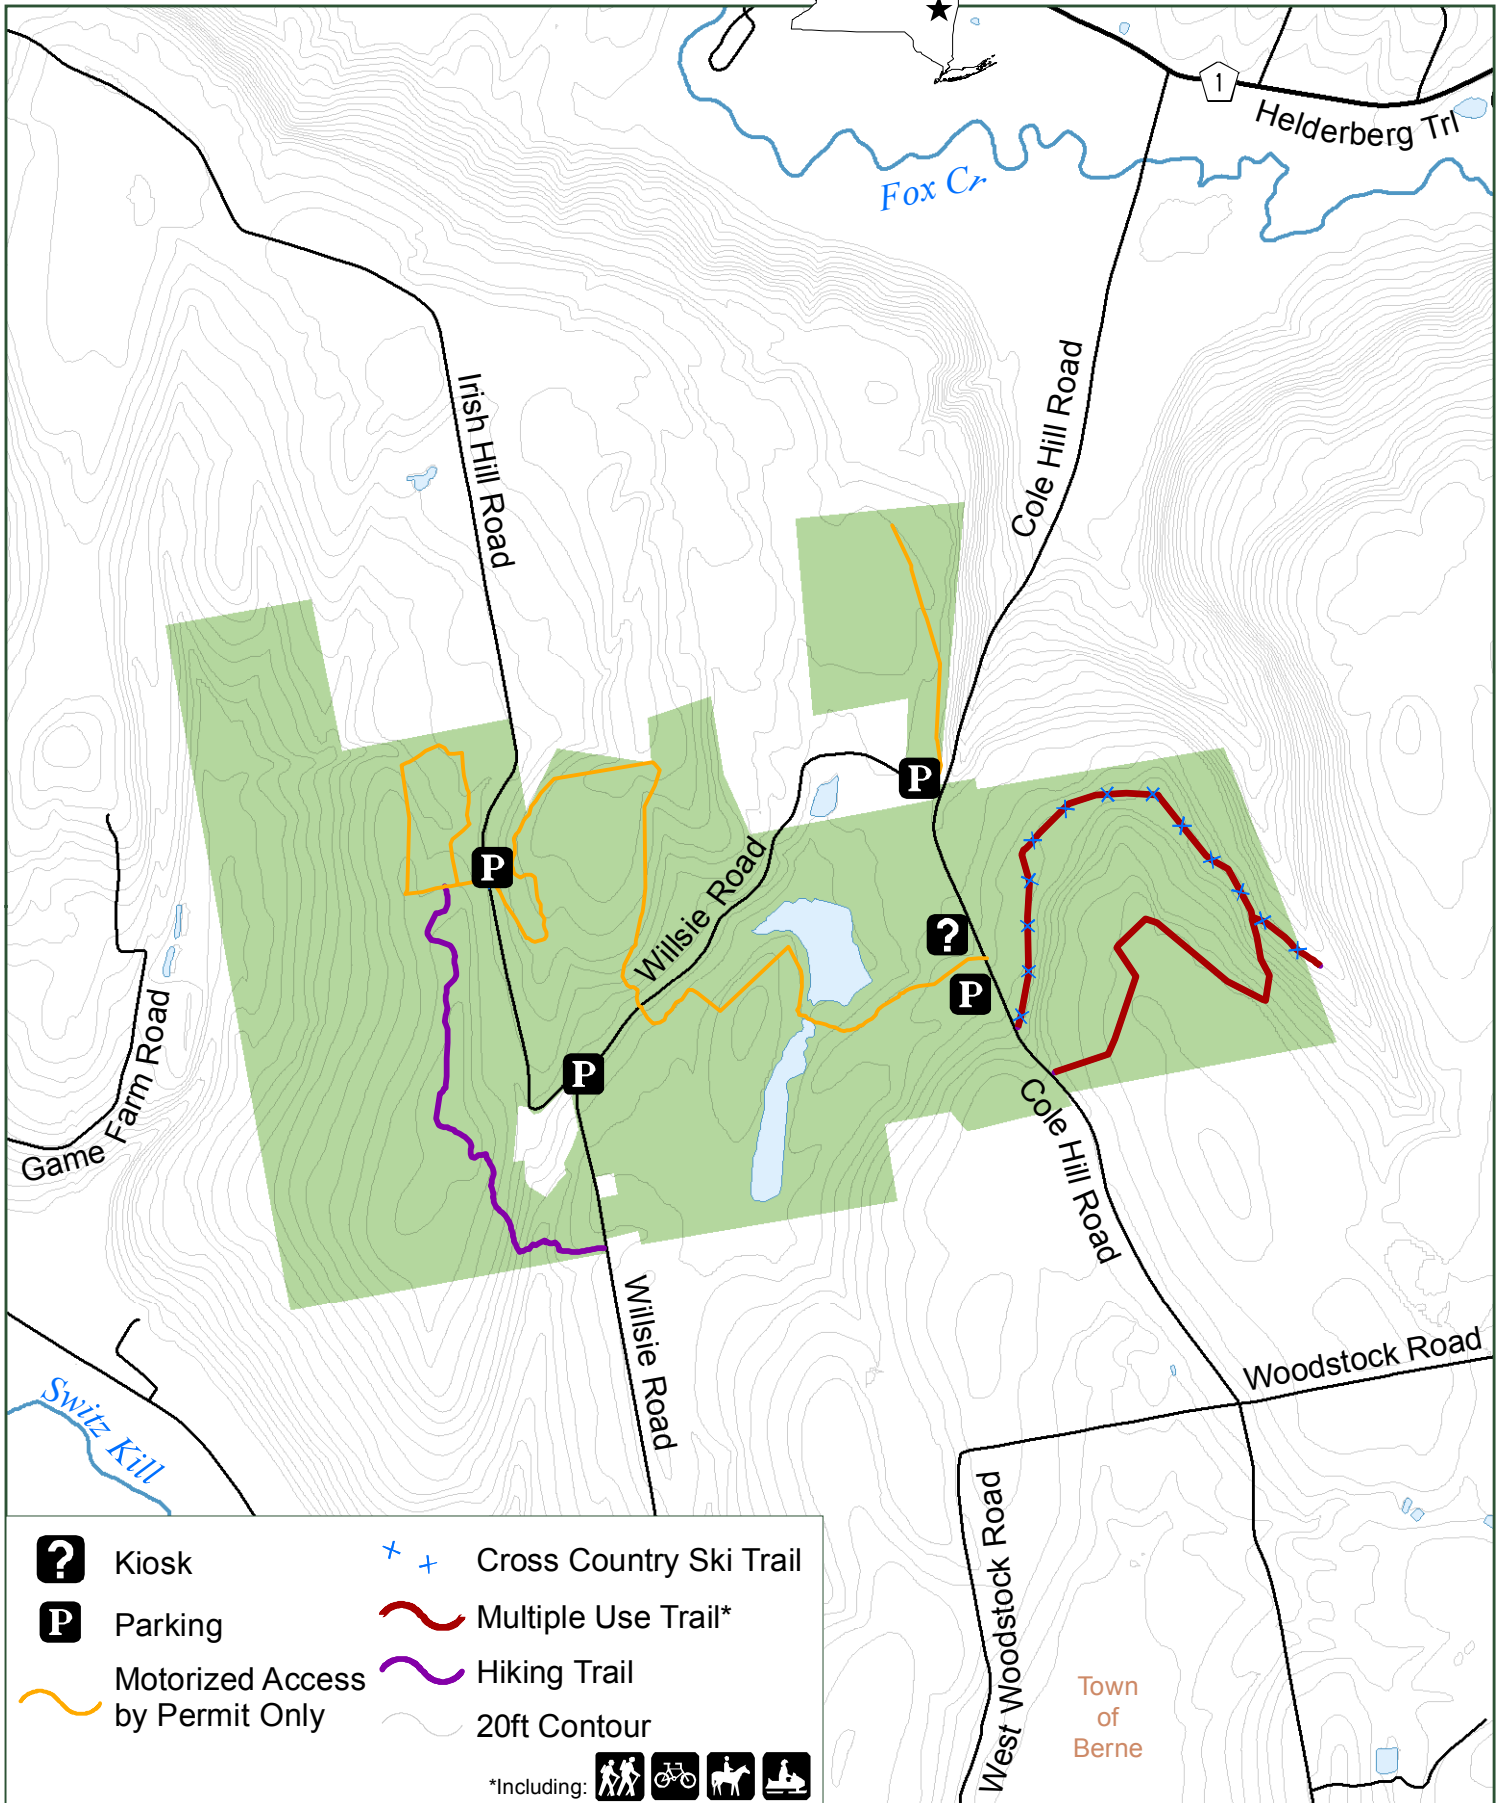 1
Helderberg Trl
Fox Cr
Cole Hill Road
Irish Hill Road
P
P
Willsie Road
?
P
Game Farm Road
P
Cole Hill Road
Willsie Road
Woodstock Road
Switz Kill
West Woodstock Road
Town
of
Berne
? Kiosk
P Parking
Motorized Access
by Permit Only
Cross Country Ski Trail
Multiple Use Trail*
Hiking Trail
20ft Contour
*Including: